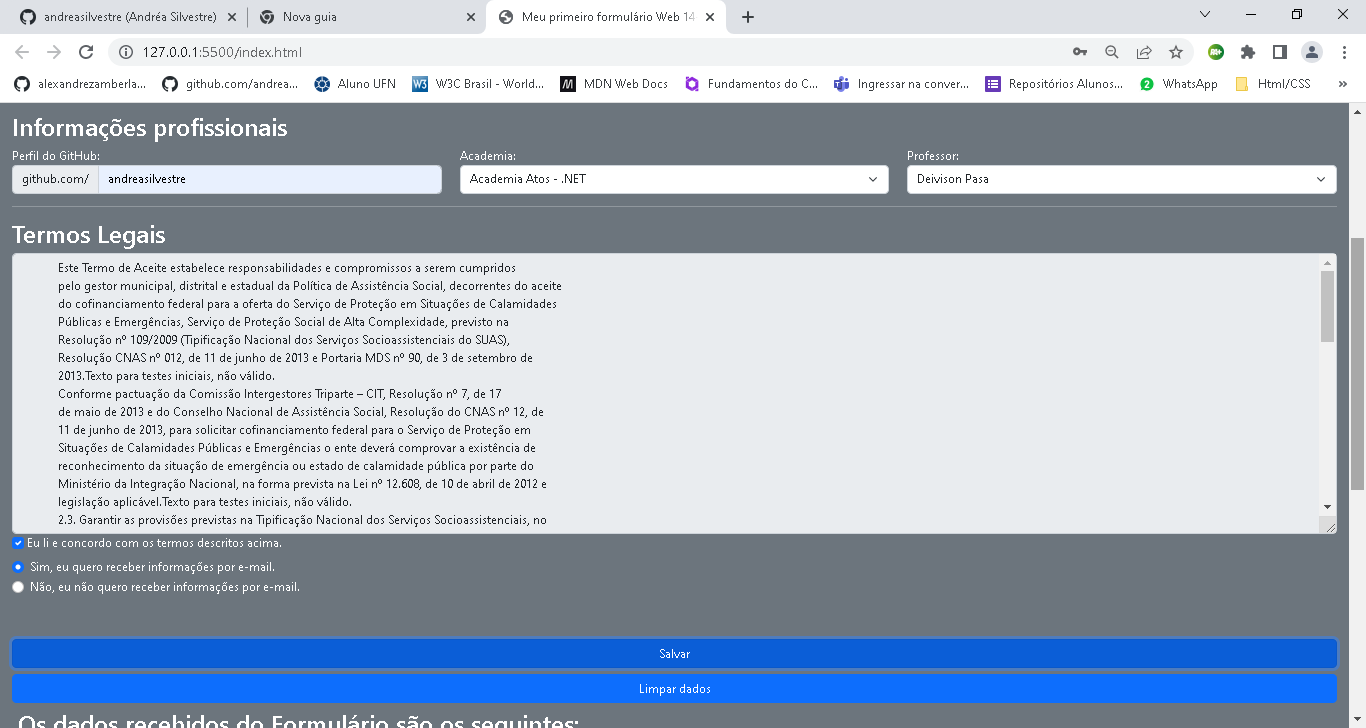 andreasilvestre (Andréa Silvestre)
Nova guia
Meu primeiro formulário Web 14
127.0.0.1:5500/index.html
alexandrezamberla...
github.com/andrea...
Aluno UFN
W3C Brasil - World...
MDN Web Docs
Fundamentos do C...
Ingressar na conver...
Repositórios Alunos...
WhatsApp
Html/CSS
»
Informações profissionais
Perfil do GitHub: Academia: Professor:
github.com/ andreasilvestre Academia Atos - .NET Deivison Pasa
Termos Legais
Este Termo de Aceite estabelece responsabilidades e compromissos a serem cumpridos
pelo gestor municipal, distrital e estadual da Política de Assistência Social, decorrentes do aceite
do cofinanciamento federal para a oferta do Serviço de Proteção em Situações de Calamidades
Públicas e Emergências, Serviço de Proteção Social de Alta Complexidade, previsto na
Resolução nº 109/2009 (Tipificação Nacional dos Serviços Socioassistenciais do SUAS),
Resolução CNAS nº 012, de 11 de junho de 2013 e Portaria MDS nº 90, de 3 de setembro de
2013.Texto para testes iniciais, não válido.
Conforme pactuação da Comissão Intergestores Triparte – CIT, Resolução nº 7, de 17
de maio de 2013 e do Conselho Nacional de Assistência Social, Resolução do CNAS nº 12, de
11 de junho de 2013, para solicitar cofinanciamento federal para o Serviço de Proteção em
Situações de Calamidades Públicas e Emergências o ente deverá comprovar a existência de
reconhecimento da situação de emergência ou estado de calamidade pública por parte do
Ministério da Integração Nacional, na forma prevista na Lei nº 12.608, de 10 de abril de 2012 e
legislação aplicável.Texto para testes iniciais, não válido.
2.3. Garantir as provisões previstas na Tipificação Nacional dos Serviços Socioassistenciais, no
Eu li e concordo com os termos descritos acima.
Sim, eu quero receber informações por e-mail.
Não, eu não quero receber informações por e-mail.
Salvar
Limpar dados
Os dados recebidos do Formulário são os seguintes: